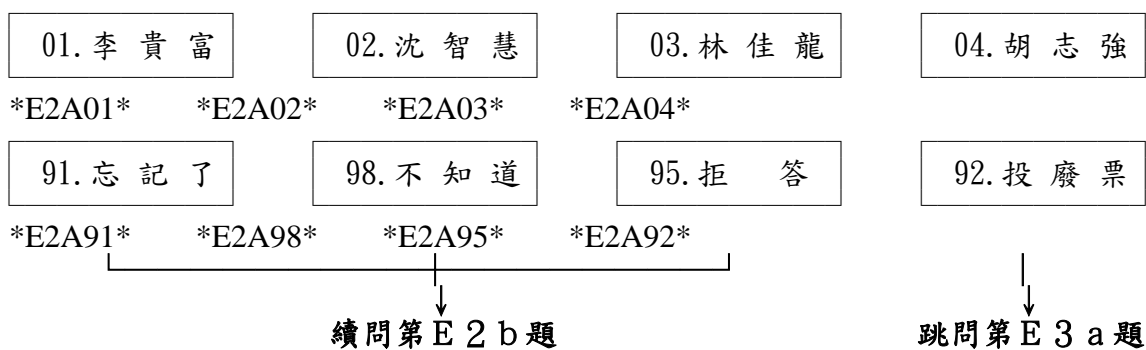 01.李貴富 02.沈智慧 03.林佳龍 04.胡志強
*E2A01* *E2A02* *E2A03* *E2A04*
91.忘記了 98.不知道 95.拒 答 92.投廢票
*E2A91* *E2A98* *E2A95* *E2A92*
續問第E2b題 跳問第E3a題